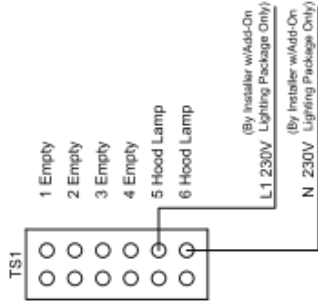 TS1
1 Empty
2 Empty
3 Empty
4 Empty
5 Hood Lamp
6 Hood Lamp
(By Installer w/Add-On
L1 230V Lighting Package Only)
(By Installer w/Add-On
N 230V Lighting Package Only)